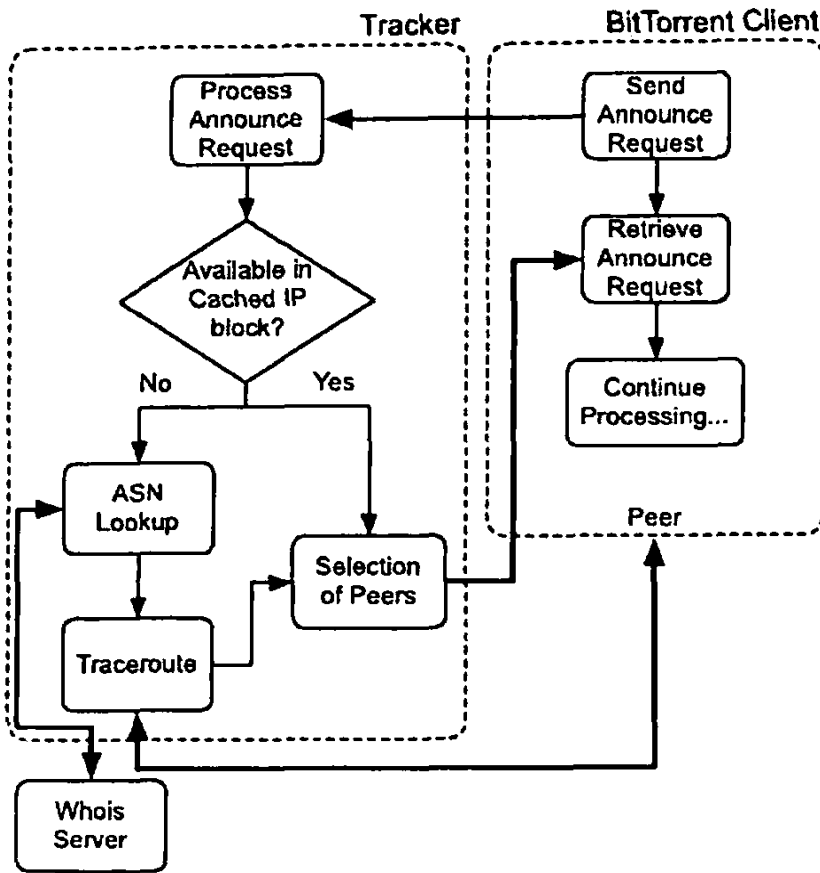 Tracker
BitTorrent Client
Process
Announce
Request
Send
Announce
Request
Available in
Cached IP
block?
Retrieve
Announce
Request
No
Yes
Continue
Processing...
ASN
Lookup
Selection
of Peers
Peer
Traceroute
Whois
Server